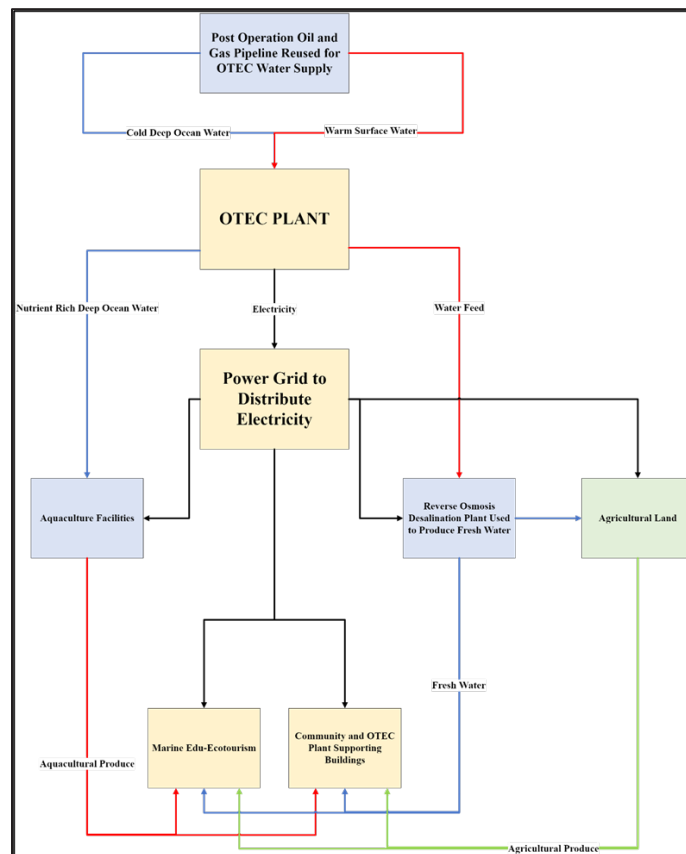 Post Operation Oil and
Gas Pipeline Reused for
OTEC Water Supply
Cold Deep Ocean Water
Warm Surface Water
OTEC PLANT
Nutrient Rich Deep Ocean Water
Electricity
Water Feed
Power Grid to
Distribute
Electricity
Aquaculture Facilities
Reverse Osmosis
Desalination Plant Used
to Produce Fresh Water
Agricultural Land
Fresh Water
Marine Edu-Ecotourism
Community and OTEC
Plant Supporting
Buildings
Aquacultural Produce
Agricultural Produce